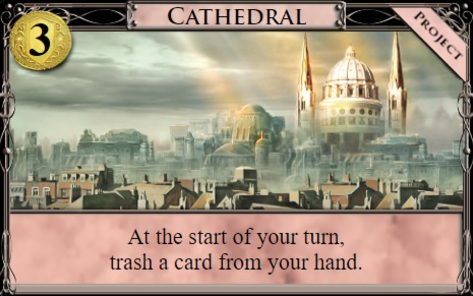 CATHEDRAL
PROJECT
3
At the start of your turn,
trash a card from your hand.